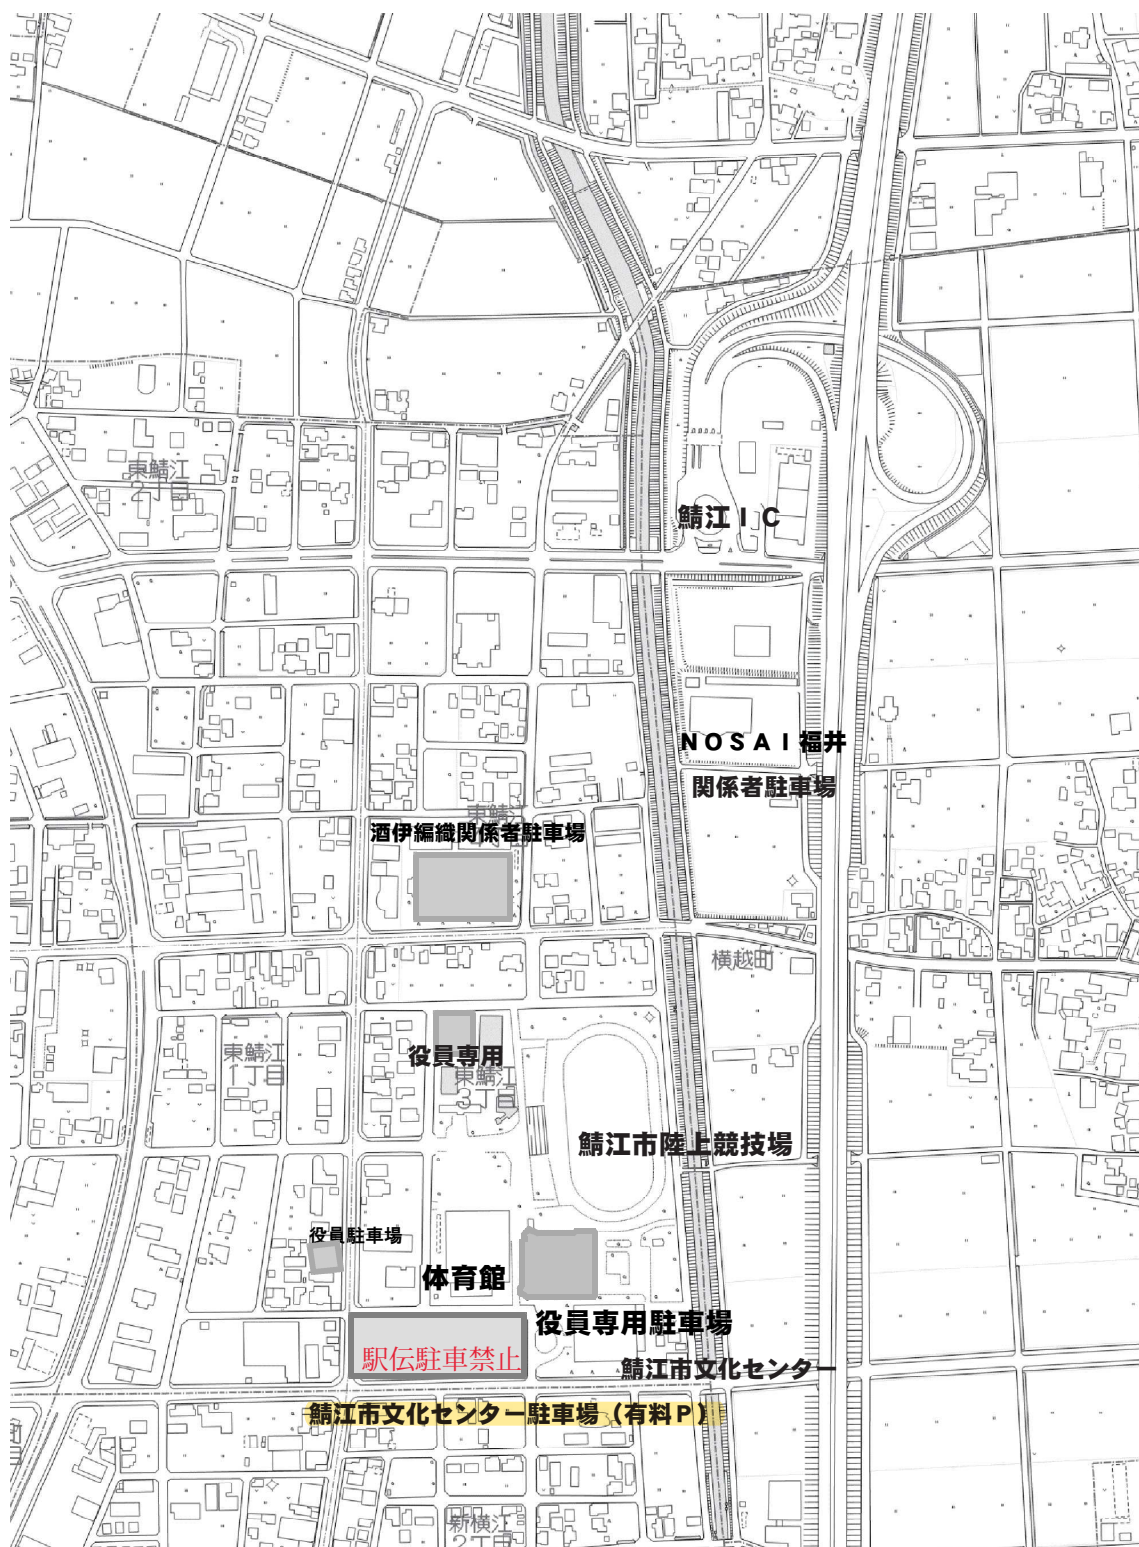 東鯖江
2丁目
鯖江IC
NOSAI福井
関係者駐車場
東鯖江
酒伊編織関係者駐車場
横越町
役員専用
東鯖江
1丁目
東鯖江
3丁目
鯖江市陸上競技場
役員駐車場
体育館
役員専用駐車場
駅伝駐車禁止
鯖江市文化センター
鯖江市文化センター駐車場（有料P）
新横江
2丁目